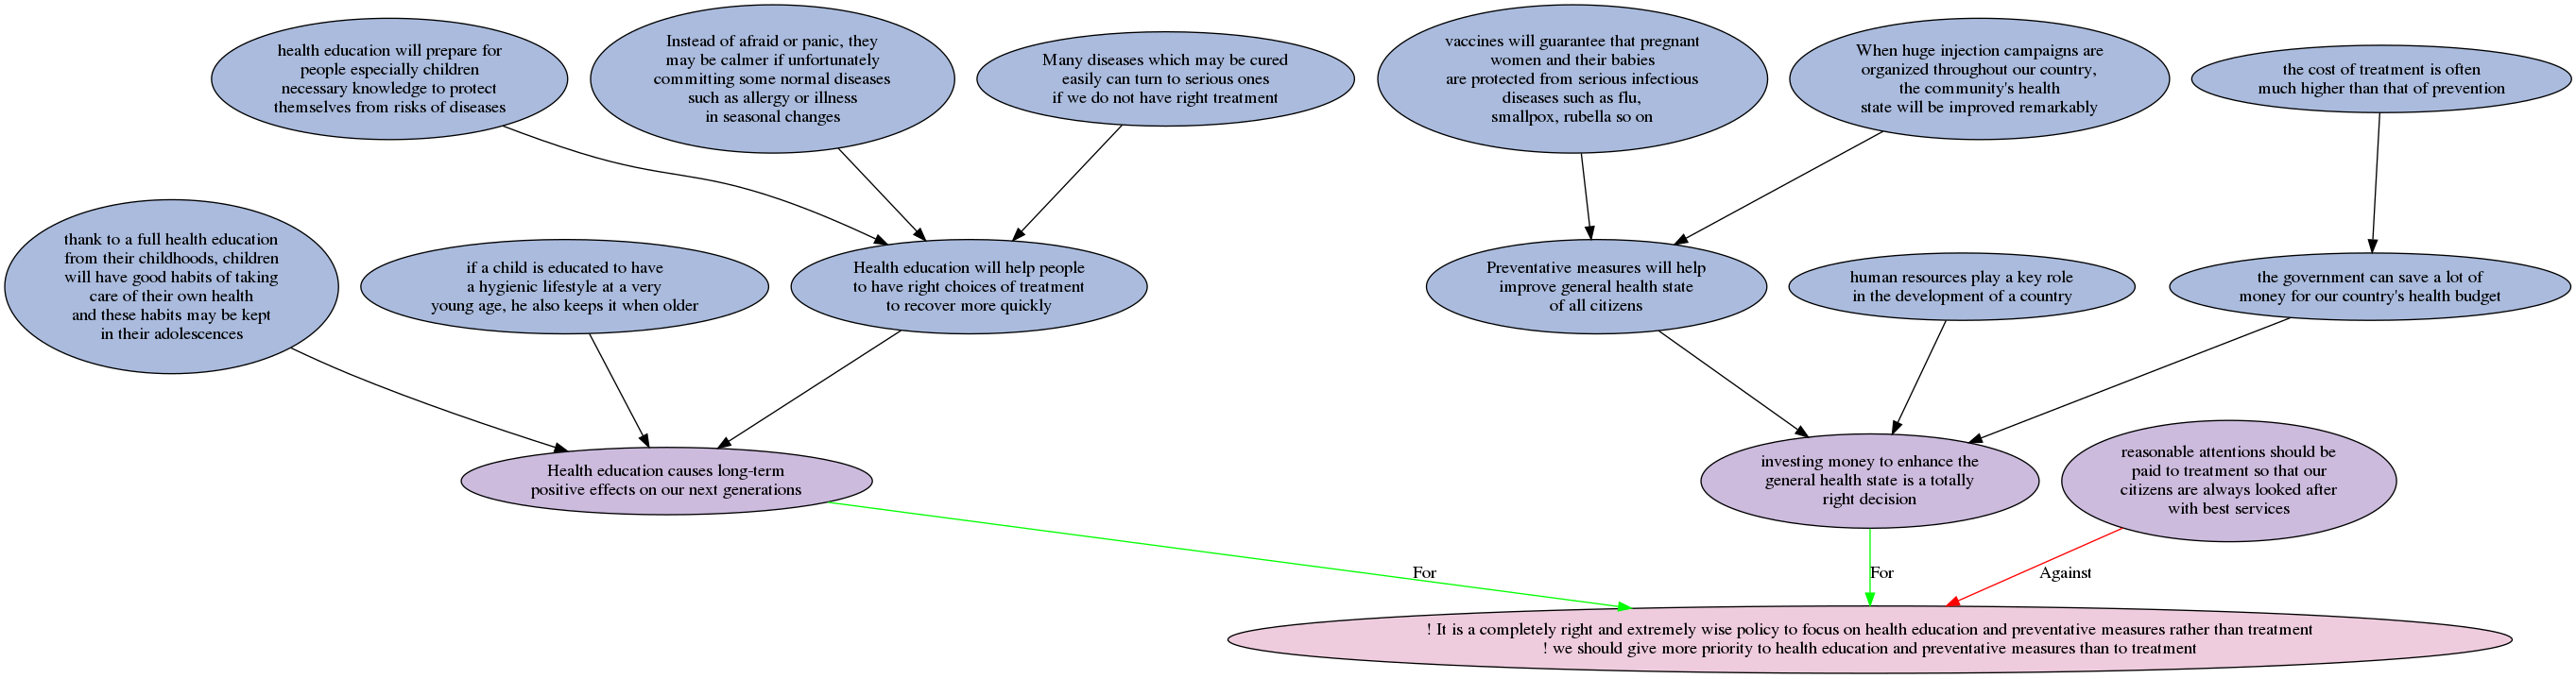 health education will prepare for
people especially children
necessary knowledge to protect
themselves from risks of diseases
Instead of afraid or panic, they
may be calmer if unfortunately
committing some normal diseases
such as allergy or illness
in seasonal changes
Many diseases which may be cured
easily can turn to serious ones
if we do not have right treatment
vaccines will guarantee that pregnant
women and their babies
are protected from serious infectious
diseases such as flu,
smallpox, rubella so on
When huge injection campaigns are
organized throughout our country,
the community's health
state will be improved remarkably
the cost of treatment is often
much higher than that of prevention
thank to a full health education
from their childhoods, children
will have good habits of taking
care of their own health
and these habits may be kept
in their adolescences
if a child is educated to have
a hygienic lifestyle at a very
young age, he also keeps it when older
Health education will help people
to have right choices of treatment
to recover more quickly
Preventative measures will help
improve general health state
of all citizens
human resources play a key role
in the development of a country
the government can save a lot of
money for our country's health budget
Health education causes long-term
positive effects on our next generations
investing money to enhance the
general health state is a totally
right decision
reasonable attentions should be
paid to treatment so that our
citizens are always looked after
with best services
For
For
Against
! It is a completely right and extremely wise policy to focus on health education and preventative measures rather than treatment
! we should give more priority to health education and preventative measures than to treatment